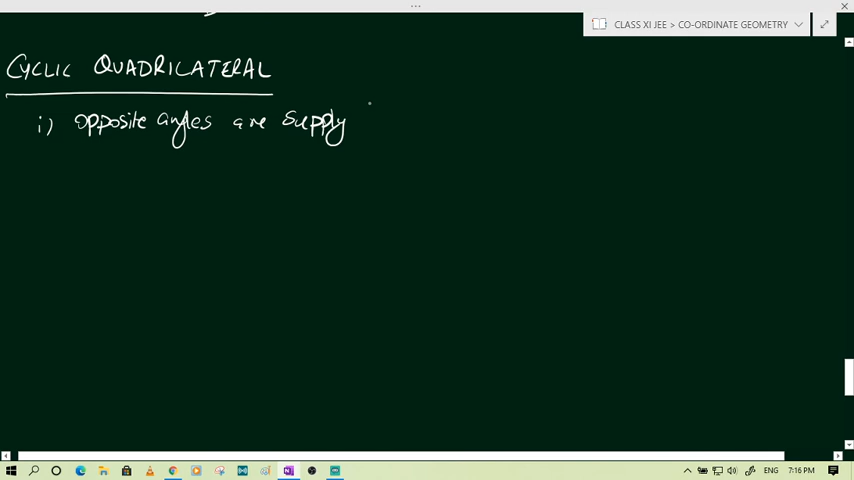 CLASS XI JEE > CO-ORDINATE GEOMETRY
CYCLIC QUADRILATERAL
i) opposite angles are supply
ENG 7:16 PM